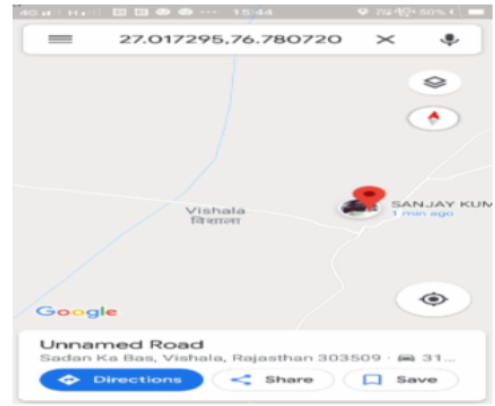 15:44
27.017295,76.780720
SANJAY KUM
1 min ago
Vishala
विशाला
Google
Unnamed Road
Sadan Ka Bas, Vishala, Rajasthan 303509 · 31...
Directions
Share
Save